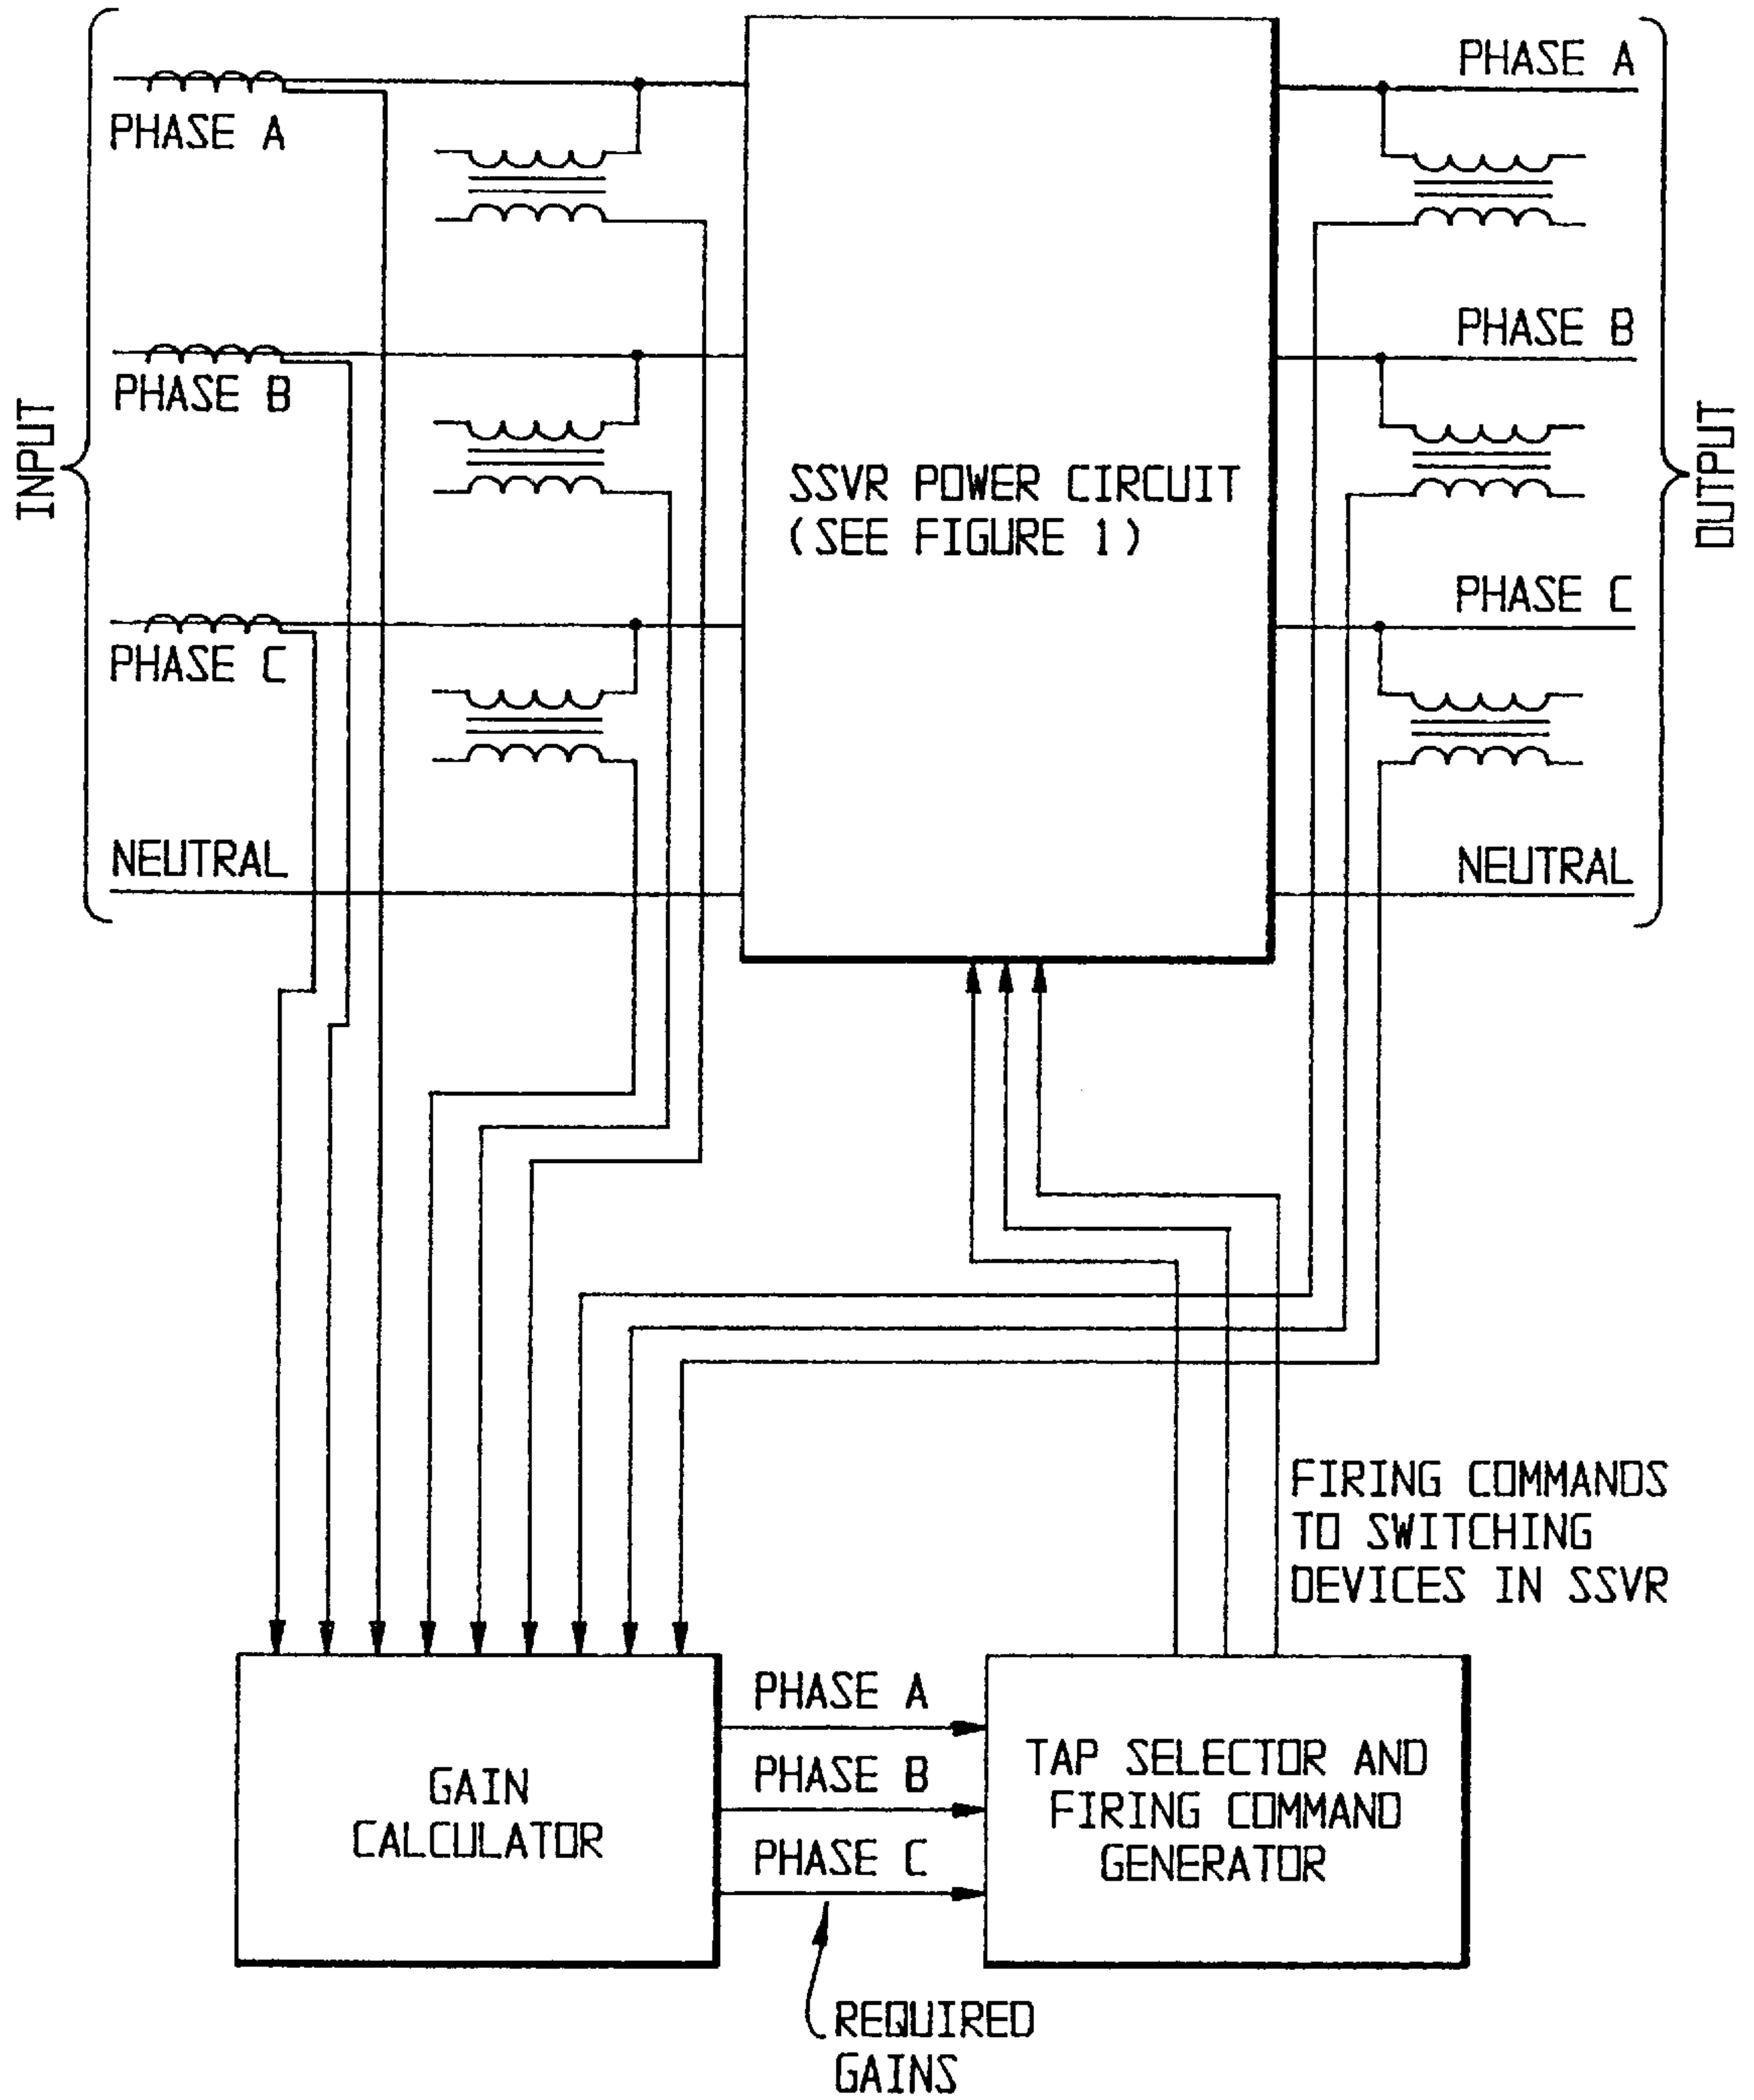 INPUT
PHASE A
PHASE B
PHASE C
NEUTRAL
SSVR POWER CIRCUIT
(SEE FIGURE 1)
PHASE A
PHASE B
PHASE C
NEUTRAL
OUTPUT
FIRING COMMANDS
TO SWITCHING
DEVICES IN SSVR
GAIN
CALCULATOR
PHASE A
PHASE B
PHASE C
REQUIRED
GAINS
TAP SELECTOR AND
FIRING COMMAND
GENERATOR